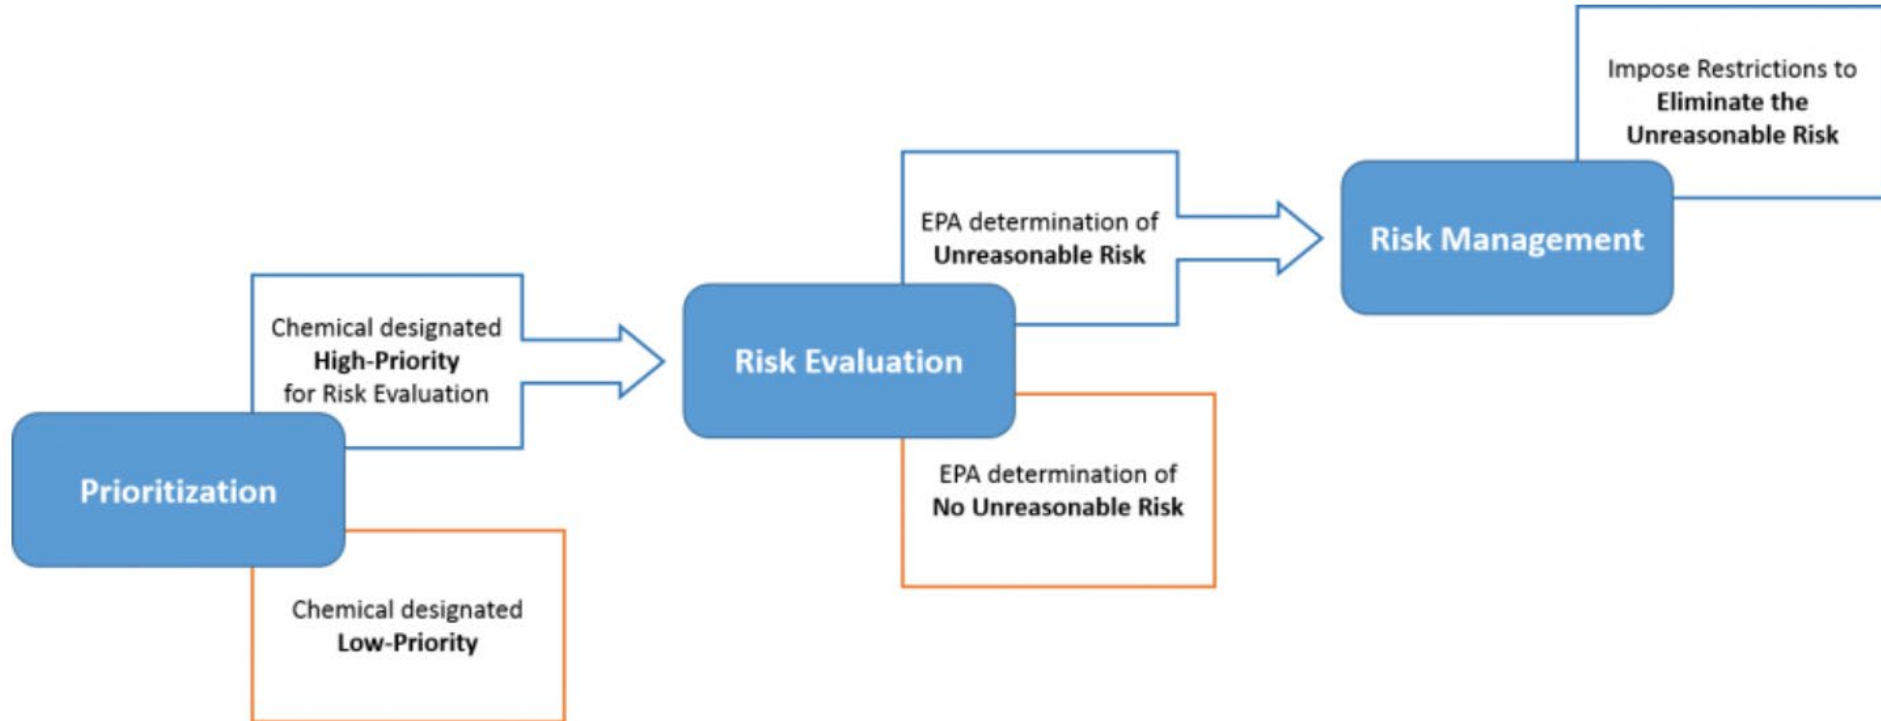 Prioritization
Chemical designated
High-Priority
for Risk Evaluation
Chemical designated
Low-Priority
Risk Evaluation
EPA determination of
Unreasonable Risk
EPA determination of
No Unreasonable Risk
Risk Management
Impose Restrictions to
Eliminate the
Unreasonable Risk